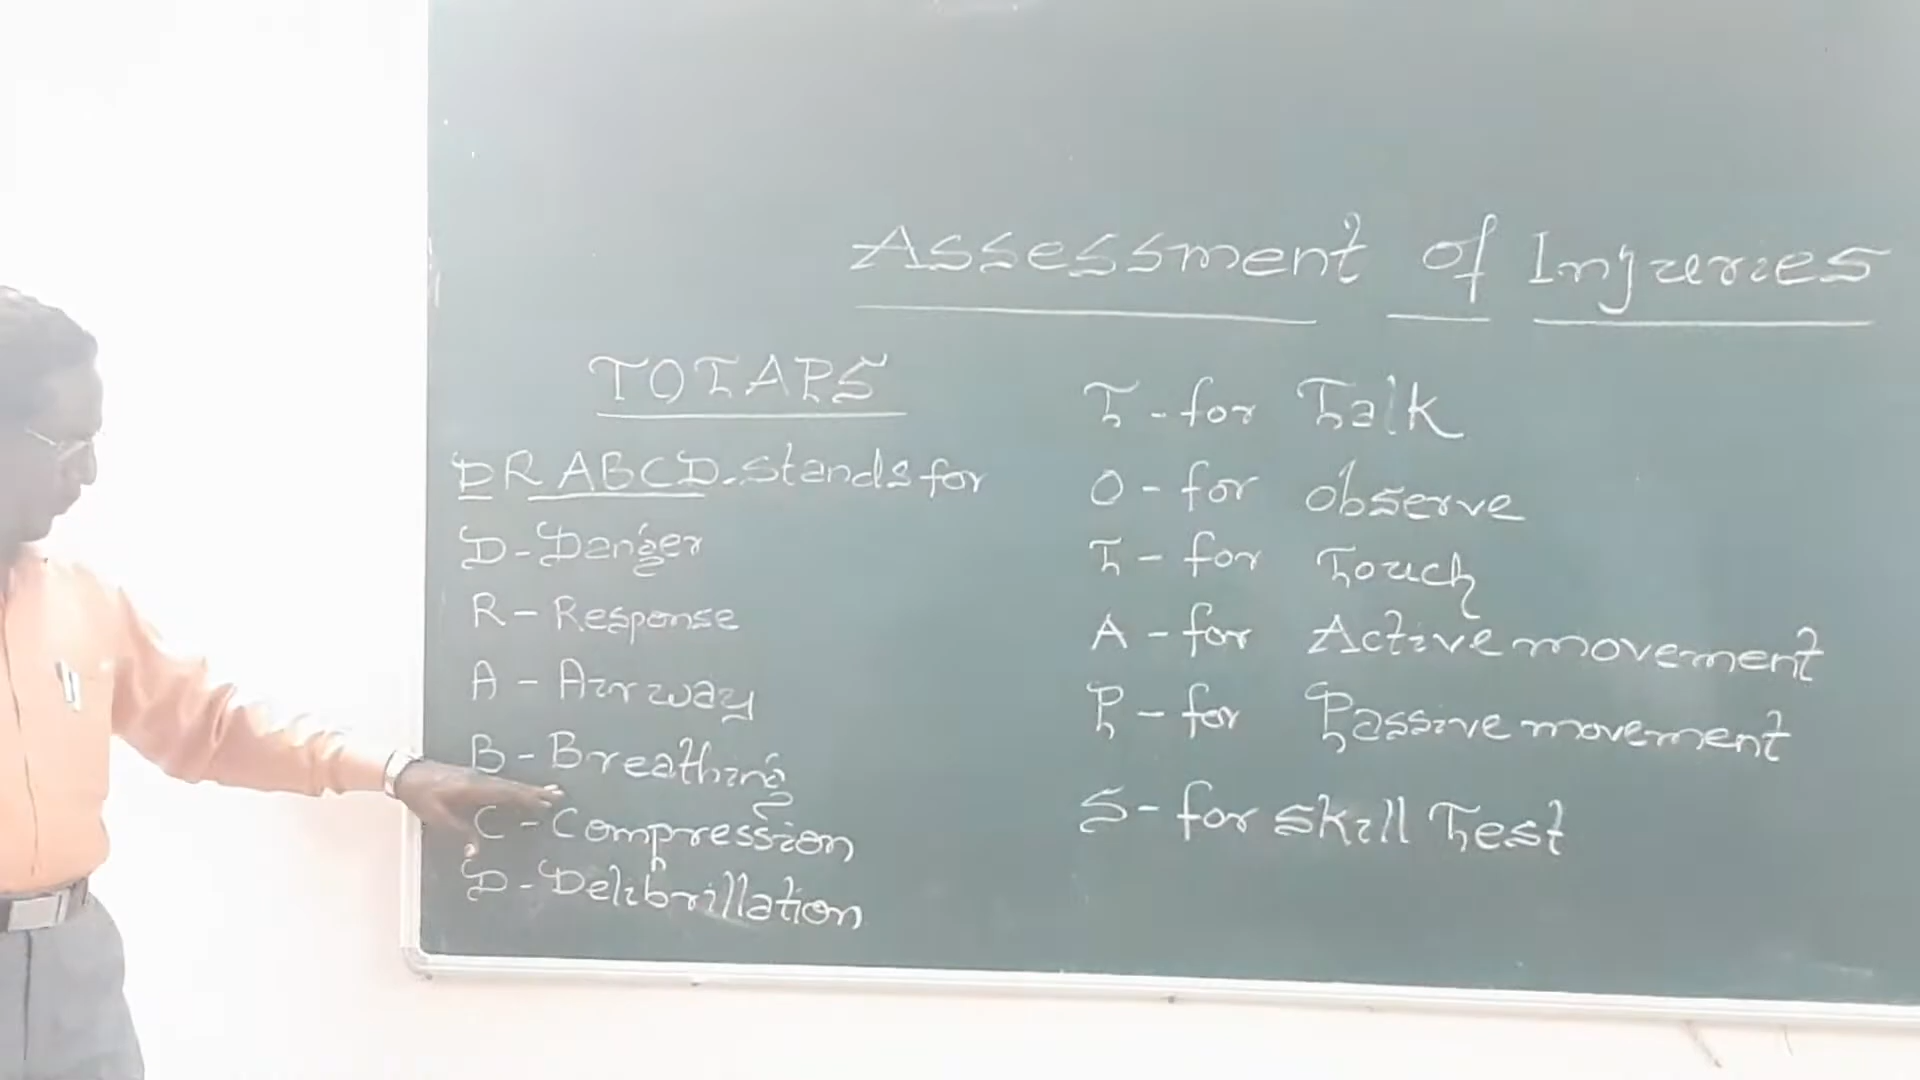 Assessment of Injuries
TOTAPS
DRABCD. stands for
D - Danger
R - Response
A - Airway
B - Breathing
C - Compression
D - Delibrillation
T - for Talk
O - for observe
T - for Touch
A - for Active movement
P - for Passive movement
S - for skill Test